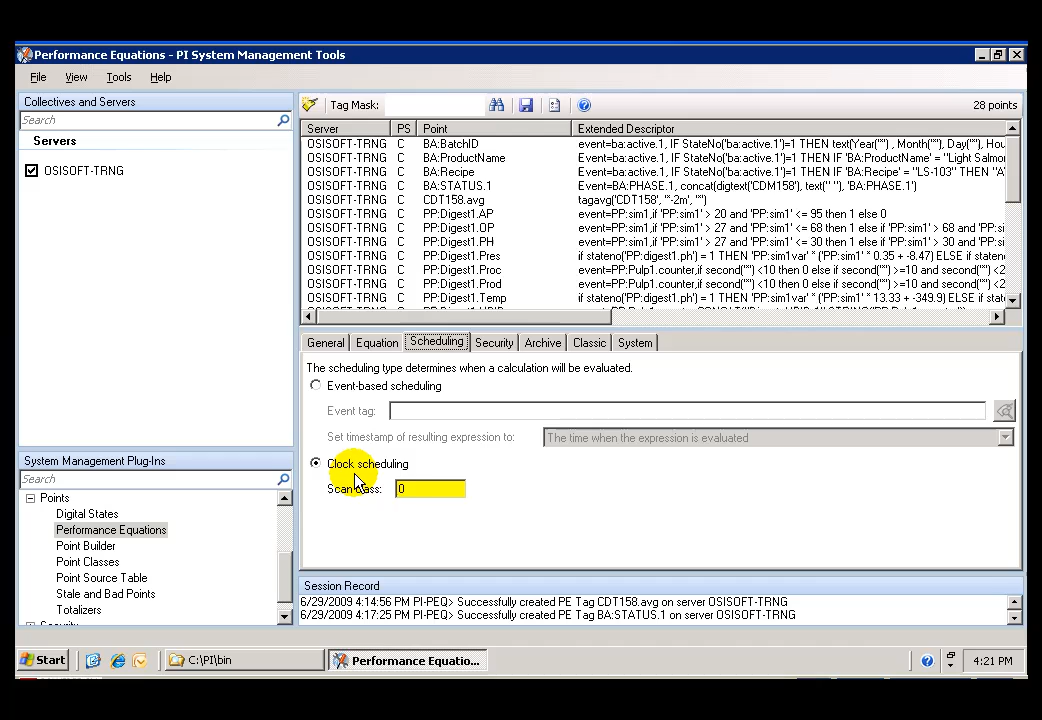 Performance Equations - PI System Management Tools
File View Tools Help
Collectives and Servers
Search
Servers
OSISOFT-TRNG
Tag Mask:
28 points
Server PS Point Extended Descriptor
OSISOFT-TRNG C BA:BatchID event=ba:active.1, IF StateNo('ba:active.1')=1 THEN text(Year('*') , Month('*'), Day('*'), Hou
OSISOFT-TRNG C BA:ProductName event=ba:active.1, IF StateNo('ba:active.1')=1 THEN IF 'BA:ProductName' = "Light Salmo
OSISOFT-TRNG C BA:Recipe event=ba:active.1, IF StateNo('ba:active.1')=1 THEN IF 'BA:Recipe' = "LS-103" THEN "A
OSISOFT-TRNG C BA:STATUS.1 Event=BA:PHASE.1, concat(digtext('CDM158'), text(" "), 'BA:PHASE.1')
OSISOFT-TRNG C CDT158.avg tagavg('CDT158', '*-2m', '*')
OSISOFT-TRNG C PP:Digest1.AP event=PP:sim1,if 'PP:sim1' > 20 and 'PP:sim1' <= 95 then 1 else 0
OSISOFT-TRNG C PP:Digest1.OP event=PP:sim1,if 'PP:sim1' > 27 and 'PP:sim1' <= 68 then 1 else if 'PP:sim1' > 68 and 'PP:si
OSISOFT-TRNG C PP:Digest1.PH event=PP:sim1,if 'PP:sim1' > 27 and 'PP:sim1' <= 30 then 1 else if 'PP:sim1' > 30 and 'PP:si
OSISOFT-TRNG C PP:Digest1.Pres if stateno('PP:digest1.ph') = 1 THEN 'PP:sim1var' * ('PP:sim1' * 0.35 + -8.47) ELSE if staten
OSISOFT-TRNG C PP:Digest1.Proc event=PP:Pulp1.counter,if second('*') <10 then 0 else if second('*') >=10 and second('*') <2
OSISOFT-TRNG C PP:Digest1.Prod event=PP:Pulp1.counter,if second('*') <10 then 0 else if second('*') >=10 and second('*') <2
OSISOFT-TRNG C PP:Digest1.Temp if stateno('PP:digest1.ph') = 1 THEN 'PP:sim1var' * ('PP:sim1' * 13.33 + -349.9) ELSE if state
General Equation Scheduling Security Archive Classic System
The scheduling type determines when a calculation will be evaluated.
Event-based scheduling
Event tag:
Set timestamp of resulting expression to: The time when the expression is evaluated
Clock scheduling
Scan class: 0
System Management Plug-Ins
Search
Points
Digital States
Performance Equations
Point Builder
Point Classes
Point Source Table
Stale and Bad Points
Totalizers
Security
Session Record
6/29/2009 4:14:56 PM PI-PEQ> Successfully created PE Tag CDT158.avg on server OSISOFT-TRNG
6/29/2009 4:17:25 PM PI-PEQ> Successfully created PE Tag BA:STATUS.1 on server OSISOFT-TRNG
Start C:\PI\bin Performance Equatio... 4:21 PM